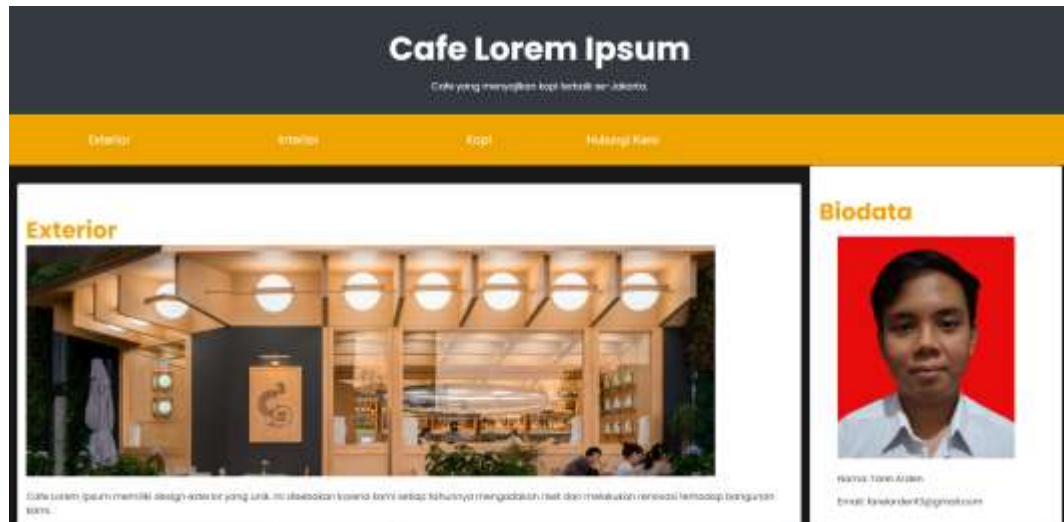 Cafe Lorem Ipsum
Cafe yang menyajikan kopi terbaik se-Jakarta.
Exterior
Interior
Kopi
Hubungi Kami
Exterior
Biodata
Cafe Lorem Ipsum memiliki design exterior yang unik. Ini disebabkan karena kami setiap tahunnya mengadakan riset dan melakukan renovasi terhadap bangunan
kami.
Nama:
Email: